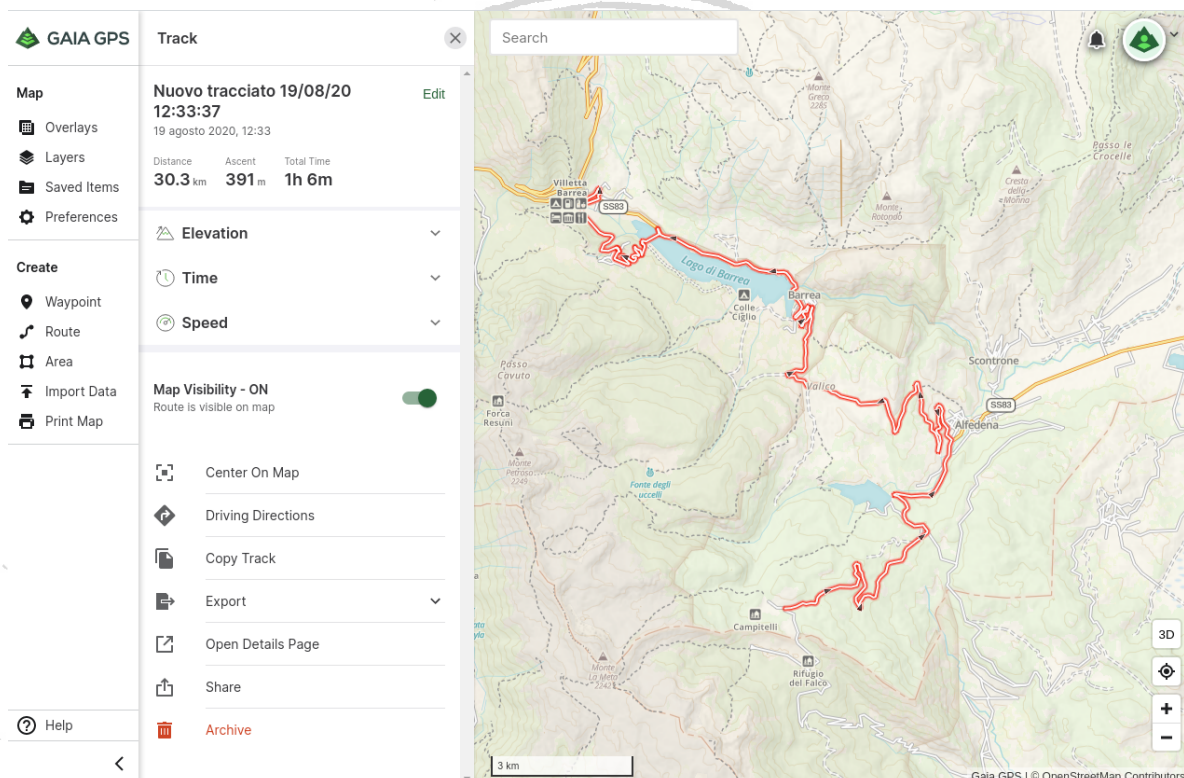 GAIA GPS
Map
Overlays
Layers
Saved Items
Preferences
Create
Waypoint
Route
Area
Import Data
Print Map
Help
Track
Nuovo tracciato 19/08/20
12:33:37
Edit
19 agosto 2020, 12:33
Distance Ascent Total Time
30.3 km 391 m 1h 6m
Elevation
Time
Speed
Map Visibility - ON
Route is visible on map
Center On Map
Driving Directions
Copy Track
Export
Open Details Page
Share
Archive
Search
Monte
Greco
2285
Passo le
Crocelle
Villetta
Barrea
SS83
Monte
Rotondo
Cresta
della
Monna
Lago di Barrea
Colle
Ciglio
Barrea
Scontrone
Passo
Cavuto
Valico
Forca
Resuni
SS83
Alfedena
Monte
Petroso
2249
Fonte degli
uccelli
Campitelli
Monte
La Meta
2242
Rifugio
del Falco
3D
3 km
Gaia GPS | © OpenStreetMap Contributors